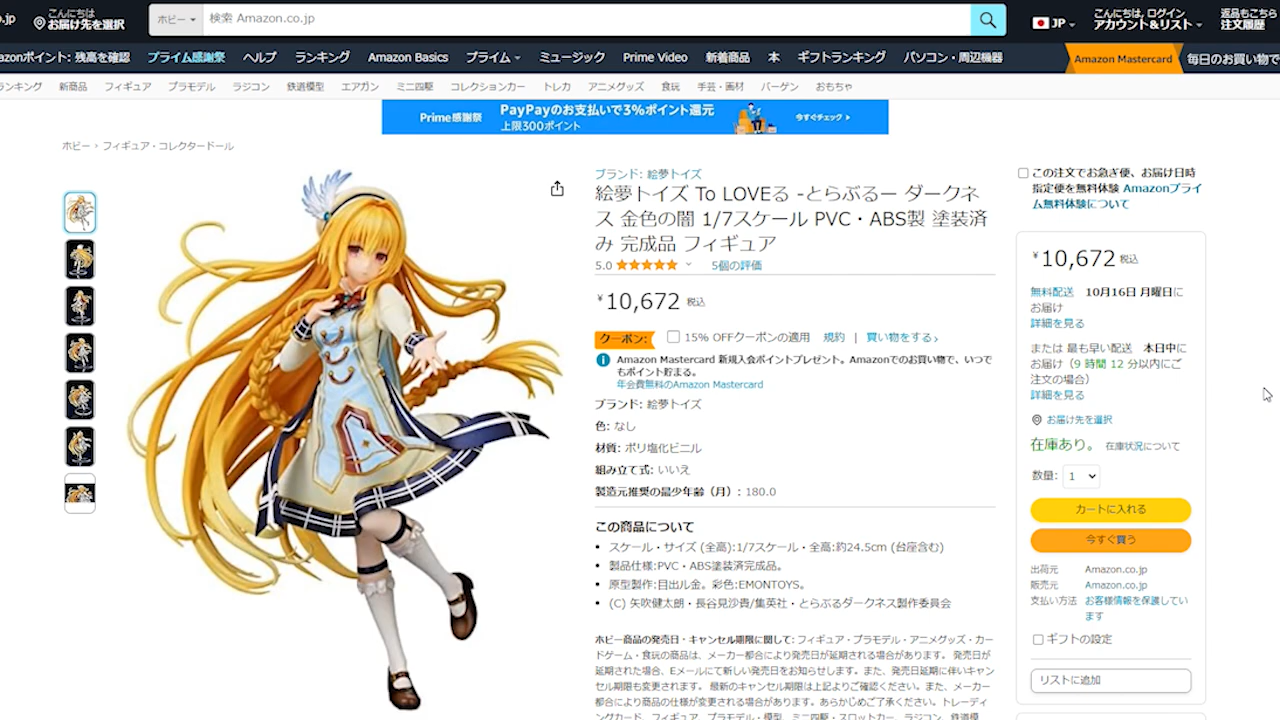 .jp
こんにちは
お届け先を選択
ホビー
検索 Amazon.co.jp
JP
こんにちは, ログイン
アカウント&リスト
返品もこちら
注文履歴
azonポイント: 残高を確認
プライム感謝祭
ヘルプ
ランキング
Amazon Basics
プライム
ミュージック
Prime Video
新着商品
本
ギフトランキング
パソコン・周辺機器
Amazon Mastercard
毎日のお買い物で
ランキング
新商品
フィギュア
プラモデル
ラジコン
鉄道模型
エアガン
ミニ四駆
コレクションカー
トレカ
アニメグッズ
食玩
手芸・画材
バーゲン
おもちゃ
Prime感謝祭
PayPayのお支払いで3%ポイント還元
上限300ポイント
今すぐチェック
ホビー › フィギュア・コレクタードール
ブランド: 絵夢トイズ
絵夢トイズ To LOVEる -とらぶるー ダークネ
ス 金色の闇 1/7スケール PVC・ABS製 塗装済
み 完成品 フィギュア
5.0 ★★★★★
5個の評価
¥10,672 税込
クーポン:
15% OFFクーポンの適用 規約 | 買い物をする ›
Amazon Mastercard 新規入会ポイントプレゼント。Amazonでのお買い物で、いつで
もポイント貯まる。
年会費無料のAmazon Mastercard
ブランド: 絵夢トイズ
色: なし
材質: ポリ塩化ビニル
組み立て式: いいえ
製造元推奨の最少年齢(月): 180.0
この商品について
• スケール・サイズ (全高):1/7スケール・全高:約24.5cm (台座含む)
• 製品仕様:PVC・ABS塗装済完成品。
• 原型製作:目出ル金。彩色:EMONTOYS。
• (C) 矢吹健太朗・長谷見沙貴/集英社・とらぶるダークネス製作委員会
ホビー商品の発売日・キャンセル期限に関して: フィギュア・プラモデル・アニメグッズ・カー
ドゲーム・食玩の商品は、メーカー都合により発売日が延期される場合があります。 発売日が
延期された場合、Eメールにて新しい発売日をお知らせします。また、発売日延期に伴いキャン
セル期限も変更されます。 最新のキャンセル期限は上記よりご確認ください。また、メーカー
都合により商品の仕様が変更される場合があります。あらかじめご了承ください。トレーディ
ングカード、フィギュア、プラモデル・模型、ミニ四駆・スロットカー、ラジコン、鉄道模
この注文でお急ぎ便、お届け日時
指定便を無料体験 Amazonプライ
ム無料体験について
¥10,672 税込
無料配送 10月16日 月曜日に
お届け
詳細を見る
または 最も早い配送 本日中に
お届け（9 時間 12 分以内にご
注文の場合）
詳細を見る
お届け先を選択
在庫あり。 在庫状況について
数量: 1
カートに入れる
今すぐ買う
出荷元 Amazon.co.jp
販売元 Amazon.co.jp
支払い方法 お客様情報を保護してい
ます
ギフトの設定
リストに追加